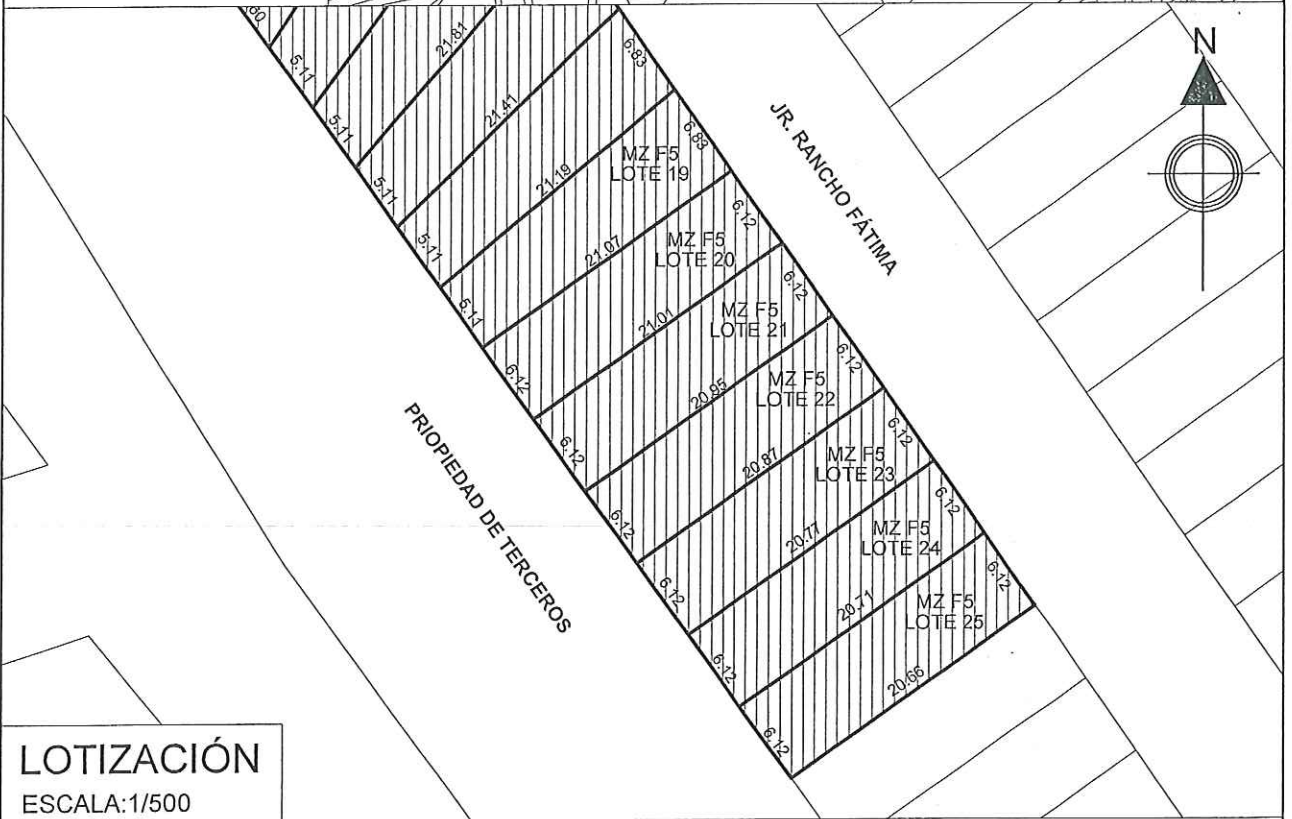 N
21.81
6.83
5.11
21.41
JR. RANCHO FÁTIMA
5.11
6.83
MZ F5
LOTE 19
21.19
5.11
6.12
MZ F5
LOTE 20
21.07
5.11
6.12
MZ F5
LOTE 21
21.01
5.11
6.12
MZ F5
LOTE 22
20.95
6.12
6.12
MZ F5
LOTE 23
20.87
6.12
PRIOPIEDAD DE TERCEROS
6.12
MZ F5
LOTE 24
20.77
6.12
6.12
MZ F5
LOTE 25
20.71
6.12
20.66
6.12
6.12
LOTIZACIÓN
ESCALA:1/500